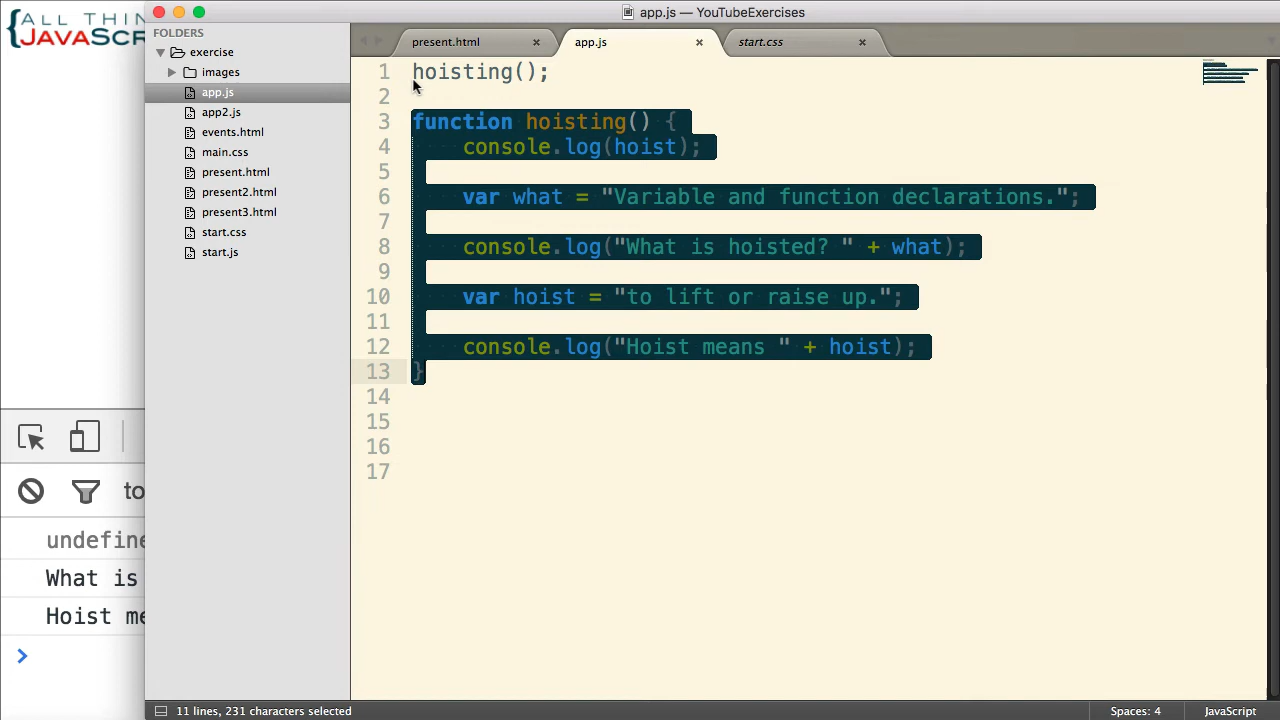 {ALL THIN
JAVASCR
app.js — YouTubeExercises
FOLDERS
exercise
images
app.js
app2.js
events.html
main.css
present.html
present2.html
present3.html
start.css
start.js
present.html × app.js × start.css ×
1 hoisting();
2
3 function hoisting() {
4 console.log(hoist);
5
6 var what = "Variable and function declarations.";
7
8 console.log("What is hoisted? " + what);
9
10 var hoist = "to lift or raise up.";
11
12 console.log("Hoist means " + hoist);
13 }
14
15
16
17
to
undefine
What is
Hoist me
>
11 lines, 231 characters selected
Spaces: 4 JavaScript